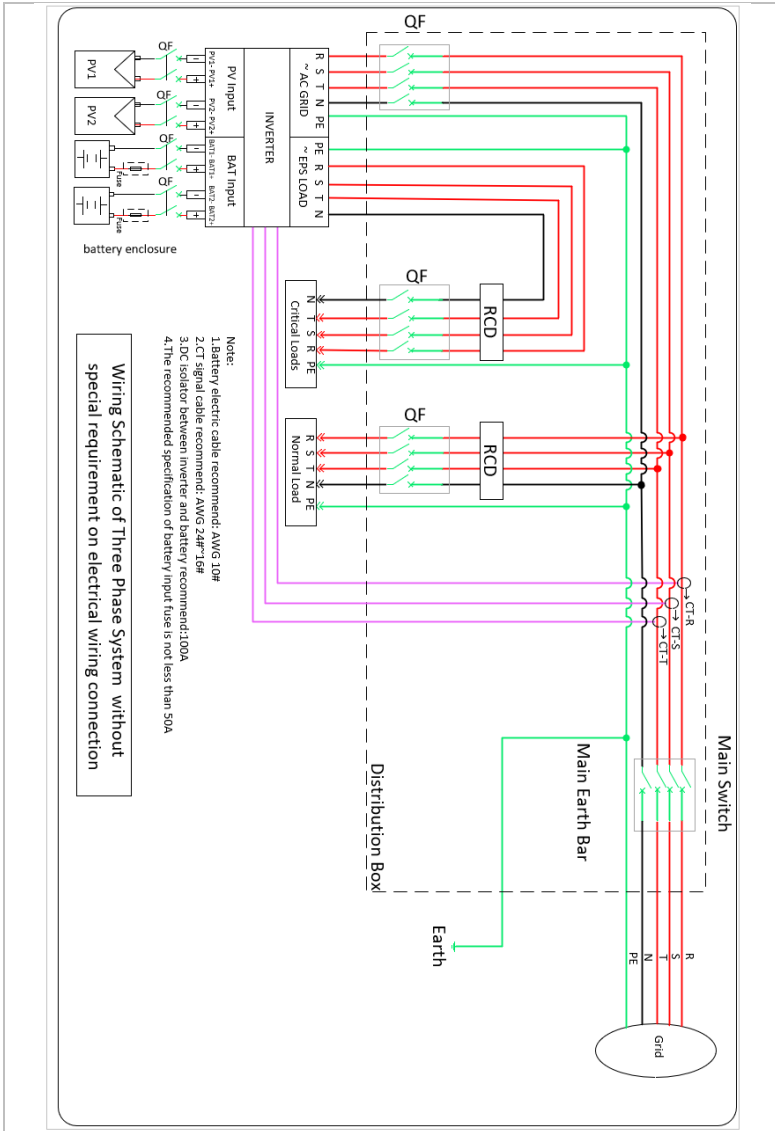 QF
QF
PV1
PV1- PV1+
- +
PV Input
QF
PV2
PV2- PV2+
- +
QF
BAT1- BAT1+
- +
BAT Input
Fuse
QF
BAT2- BAT2+
- +
Fuse
battery enclosure
INVERTER
~ AC GRID
R
S
T
N
PE
~ EPS LOAD
PE
R
S
T
N
QF
RCD
Critical Loads
N
T
S
R
PE
QF
RCD
Normal Load
R
S
T
N
PE
CT-R
CT-S
CT-T
Main Switch
Main Earth Bar
Distribution Box
Earth
R
S
T
N
PE
Grid
Note:
1.Battery electric cable recommend: AWG 10#
2.CT signal cable recommend: AWG 24#~16#
3.DC isolator between inverter and battery recommend:100A
4.The recommended specification of battery input fuse is not less than 50A
Wiring Schematic of Three Phase System without
special requirement on electrical wiring connection